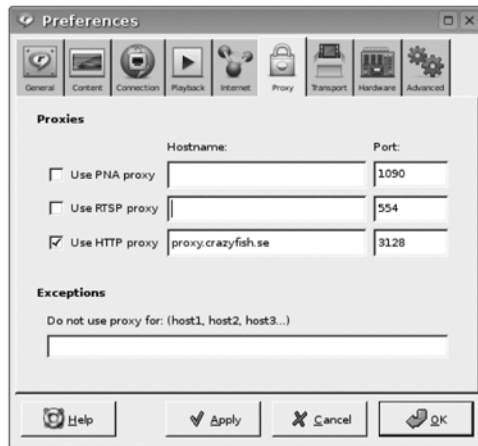 Preferences
General Content Connection Playback Internet Proxy Transport Hardware Advanced
Proxies
Hostname: Port:
Use PNA proxy 1090
Use RTSP proxy 554
Use HTTP proxy proxy.crazyfish.se 3128
Exceptions
Do not use proxy for: (host1, host2, host3...)
Help Apply Cancel OK